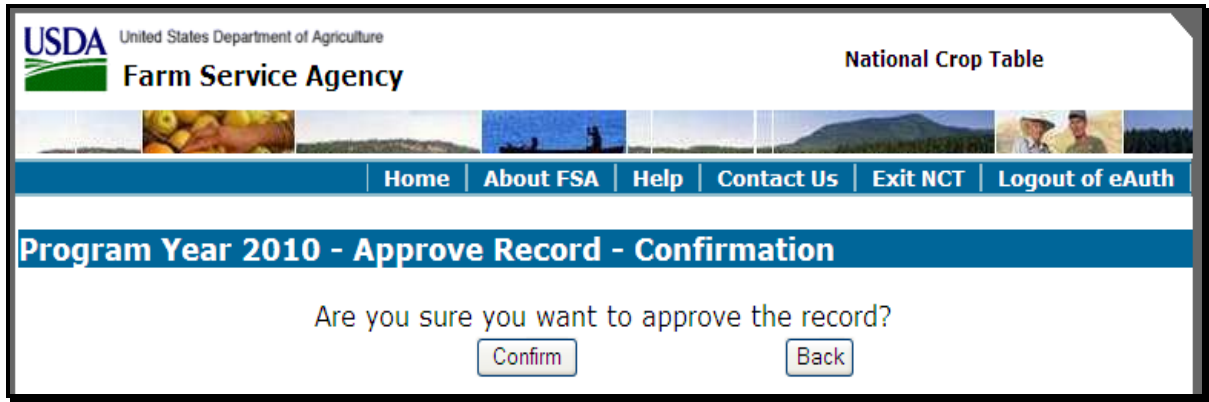 USDA United States Department of Agriculture
Farm Service Agency
National Crop Table
Home About FSA Help Contact Us Exit NCT Logout of eAuth
Program Year 2010 - Approve Record - Confirmation
Are you sure you want to approve the record?
Confirm Back